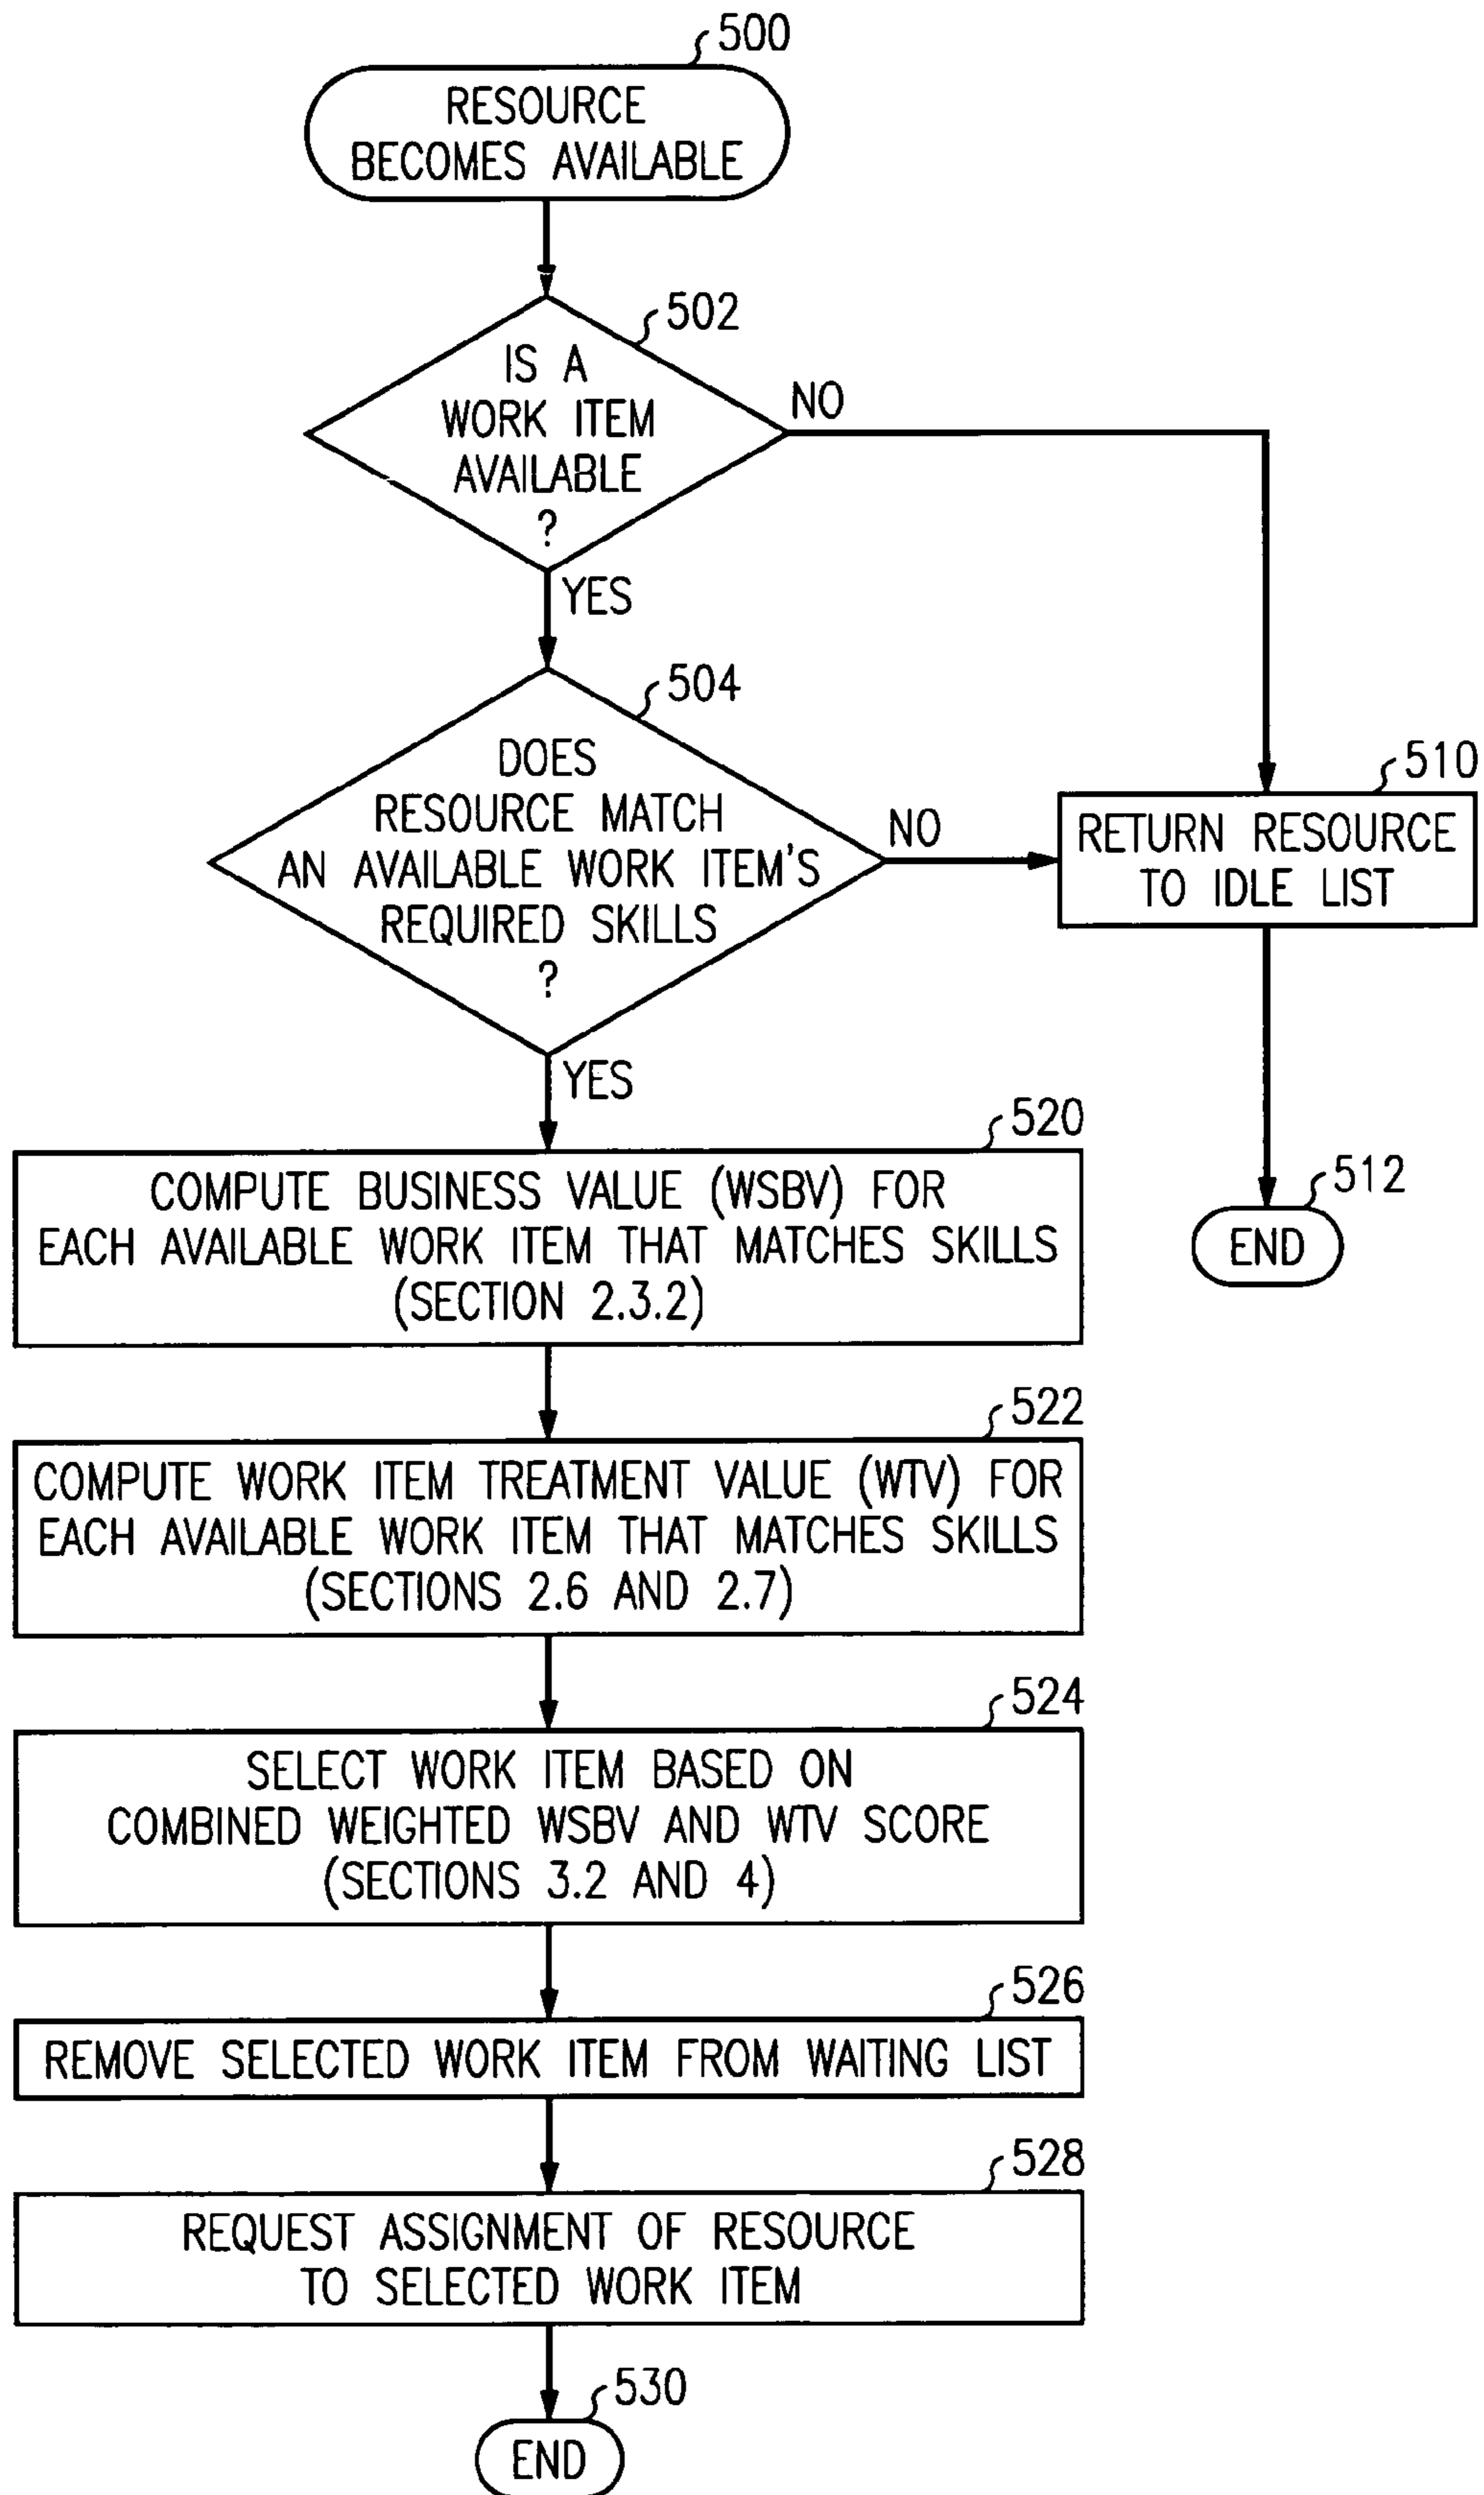 500
RESOURCE
BECOMES AVAILABLE
502
IS A
WORK ITEM
AVAILABLE
?
NO
YES
504
DOES
RESOURCE MATCH
AN AVAILABLE WORK ITEM'S
REQUIRED SKILLS
?
NO
YES
510
RETURN RESOURCE
TO IDLE LIST
512
END
520
COMPUTE BUSINESS VALUE (WSBV) FOR
EACH AVAILABLE WORK ITEM THAT MATCHES SKILLS
(SECTION 2.3.2)
522
COMPUTE WORK ITEM TREATMENT VALUE (WTV) FOR
EACH AVAILABLE WORK ITEM THAT MATCHES SKILLS
(SECTIONS 2.6 AND 2.7)
524
SELECT WORK ITEM BASED ON
COMBINED WEIGHTED WSBV AND WTV SCORE
(SECTIONS 3.2 AND 4)
526
REMOVE SELECTED WORK ITEM FROM WAITING LIST
528
REQUEST ASSIGNMENT OF RESOURCE
TO SELECTED WORK ITEM
530
END